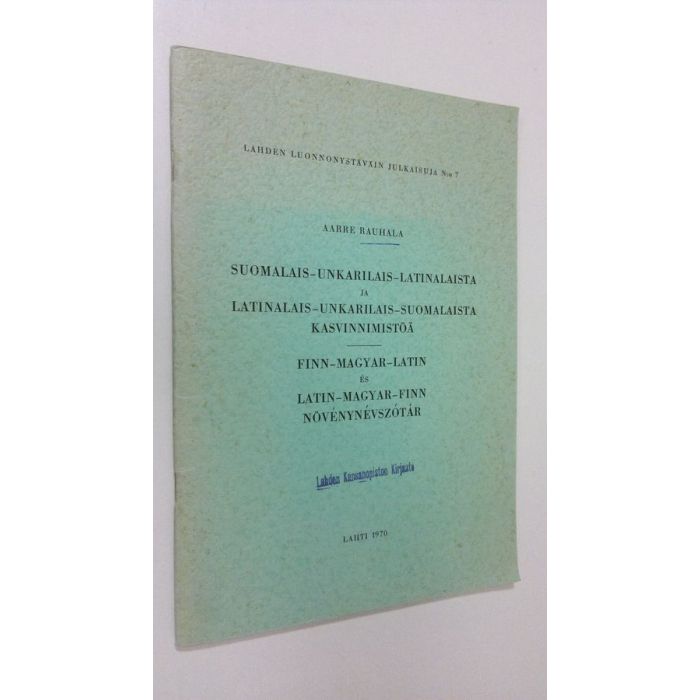 LAHDEN LUONNONYSTÄVÄIN JULKAISUJA N:o 7
AARRE RAUHALA
SUOMALAIS–UNKARILAIS–LATINALAISTA
JA
LATINALAIS–UNKARILAIS–SUOMALAISTA
KASVINNIMISTÖÄ
FINN–MAGYAR–LATIN
ÉS
LATIN–MAGYAR–FINN
NÖVÉNYNÉVSZÓTÁR
Lahden Kansanopiston Kirjasto
LAHTI 1970